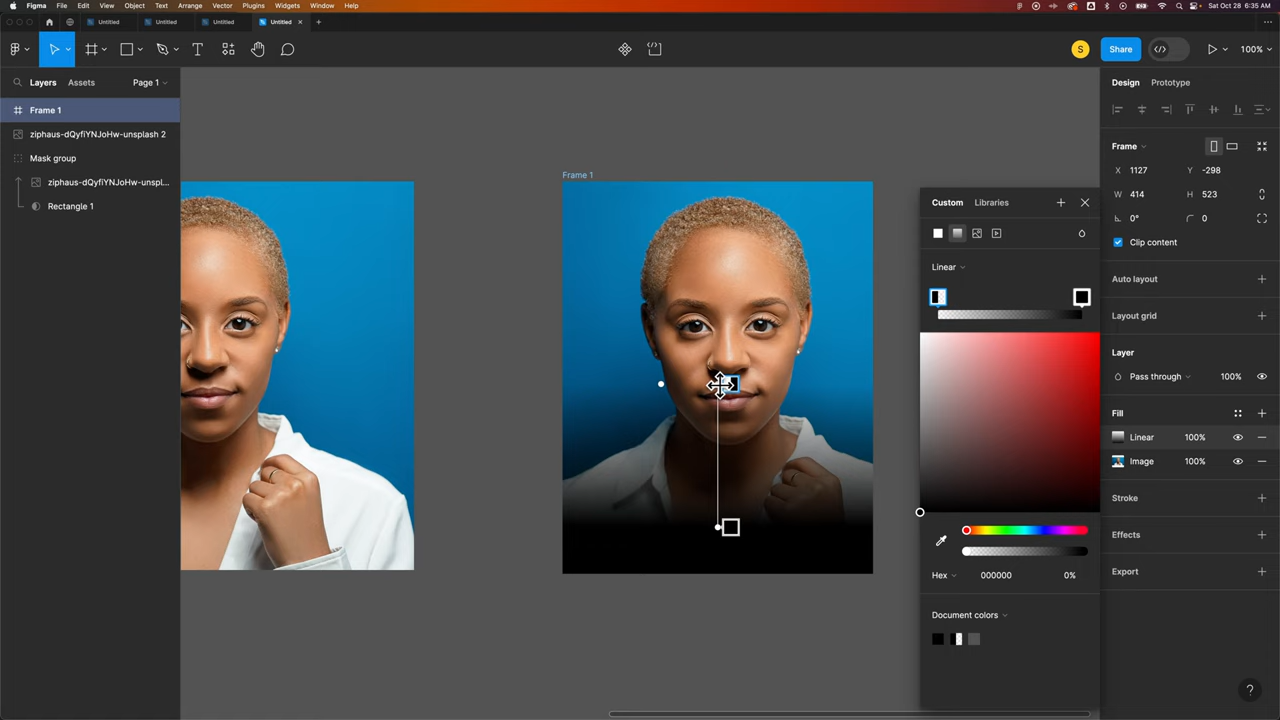 Figma File Edit View Object Text Arrange Vector Plugins Widgets Window Help
Sat Oct 28 6:35 AM
Untitled
Untitled
Untitled
Untitled
S
Share
100%
Layers
Assets
Page 1
Frame 1
ziphaus-dQyfiYNJoHw-unsplash 2
Mask group
ziphaus-dQyfiYNJoHw-unspl...
Rectangle 1
Frame 1
Custom
Libraries
Linear
Hex
000000
0%
Document colors
Design
Prototype
Frame
X 1127
Y -298
W 414
H 523
0°
0
Clip content
Auto layout
Layout grid
Layer
Pass through
100%
Fill
Linear 100%
Image 100%
Stroke
Effects
Export
?